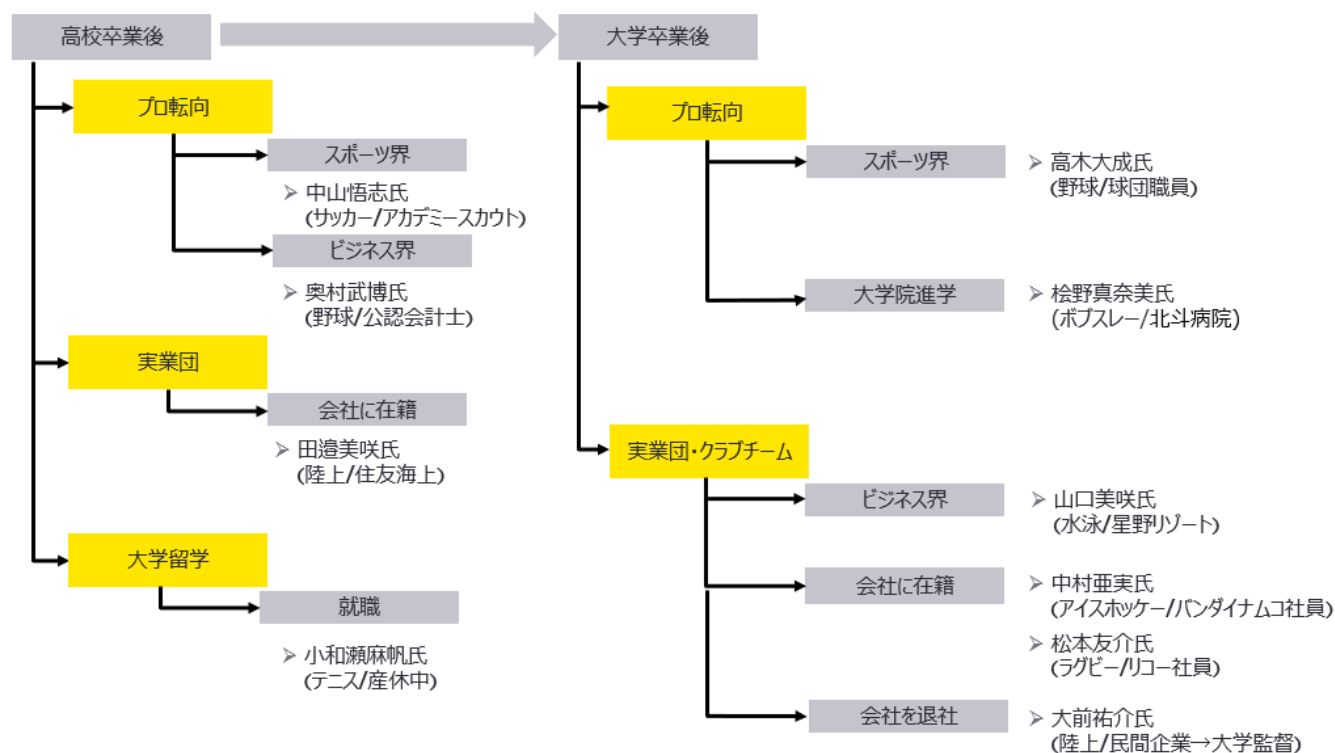 高校卒業後
プロ転向
スポーツ界
➢ 中山悟志氏
(サッカー/アカデミースカウト)
ビジネス界
➢ 奥村武博氏
(野球/公認会計士)
実業団
会社に在籍
➢ 田邉美咲氏
(陸上/住友海上)
大学留学
就職
➢ 小和瀬麻帆氏
(テニス/産休中)
大学卒業後
プロ転向
スポーツ界
➢ 高木大成氏
(野球/球団職員)
大学院進学
➢ 桧野真奈美氏
(ボブスレー/北斗病院)
実業団・クラブチーム
ビジネス界
➢ 山口美咲氏
(水泳/星野リゾート)
会社に在籍
➢ 中村亜実氏
(アイスホッケー/バンダイナムコ社員)
➢ 松本友介氏
(ラグビー/リコー社員)
会社を退社
➢ 大前祐介氏
(陸上/民間企業→大学監督)